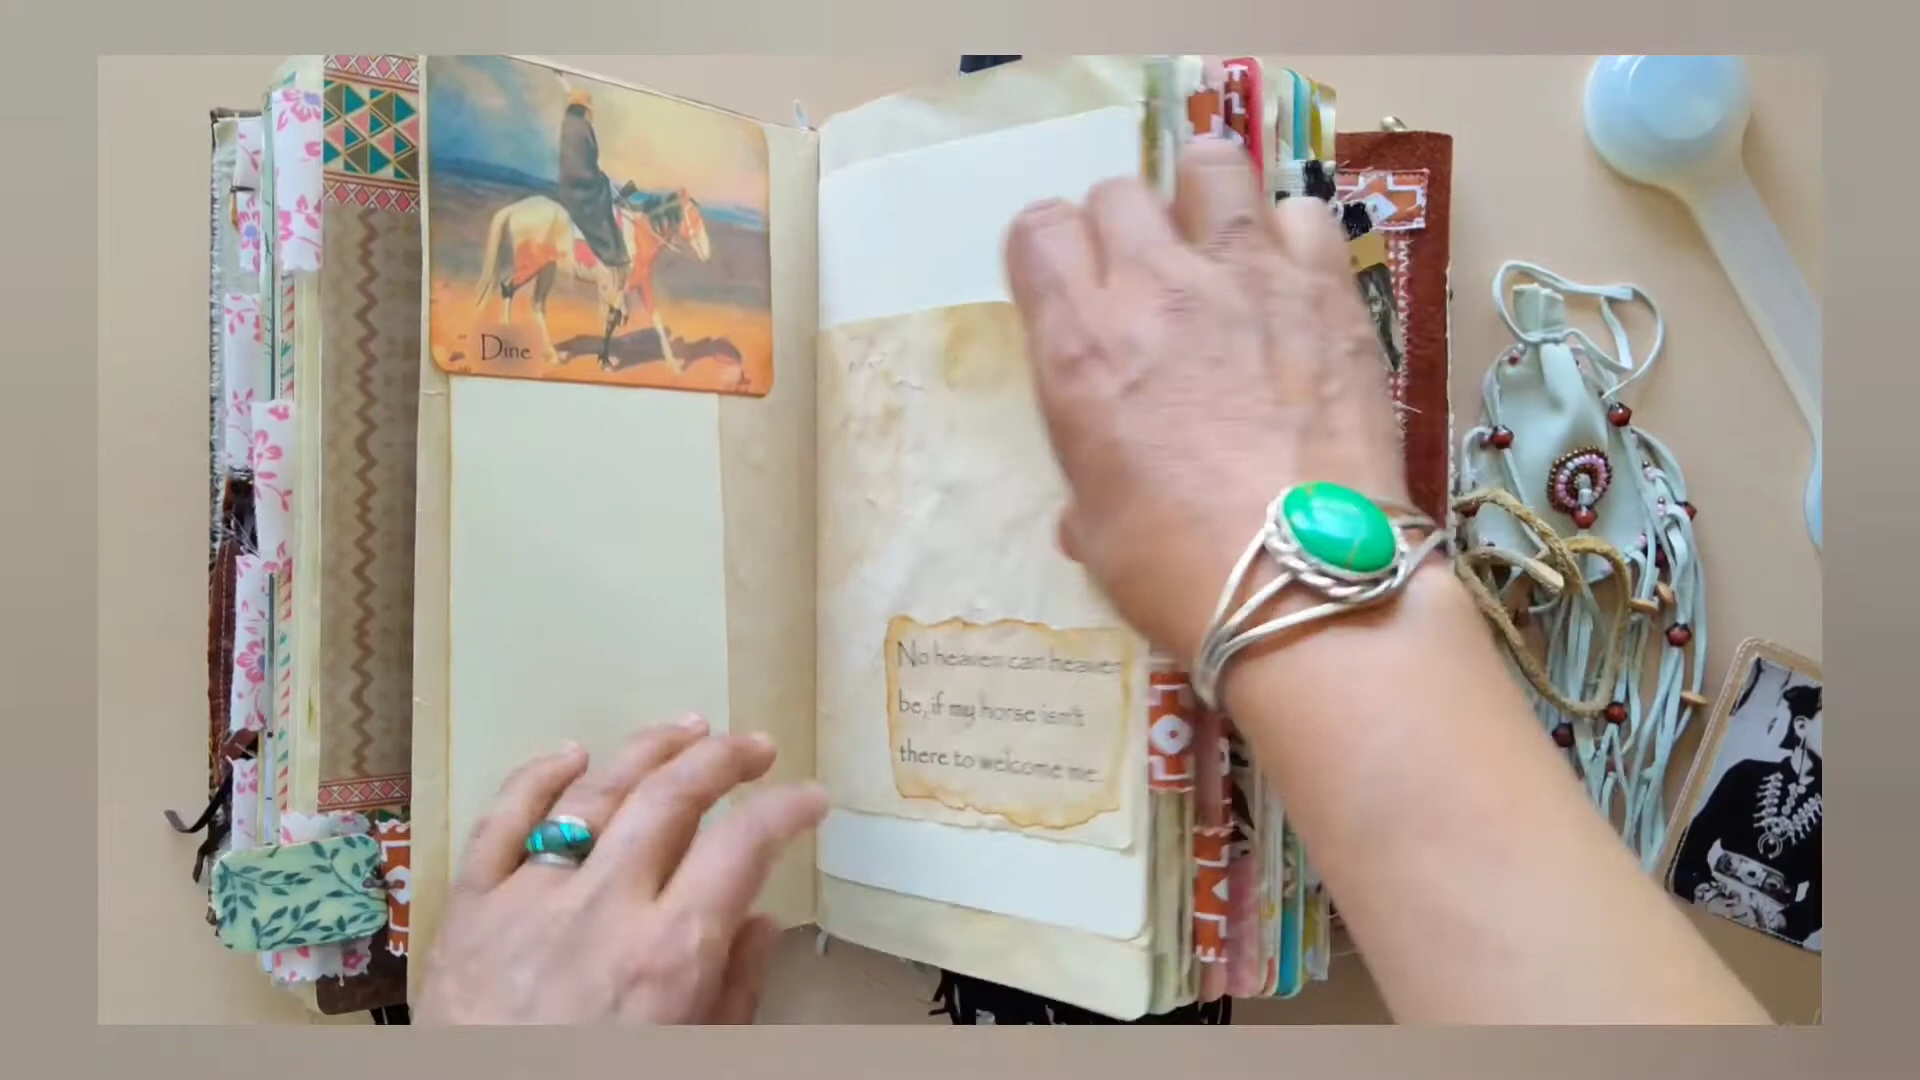 Dine
No heaven can heaven
be, if my horse isn't
there to welcome me.